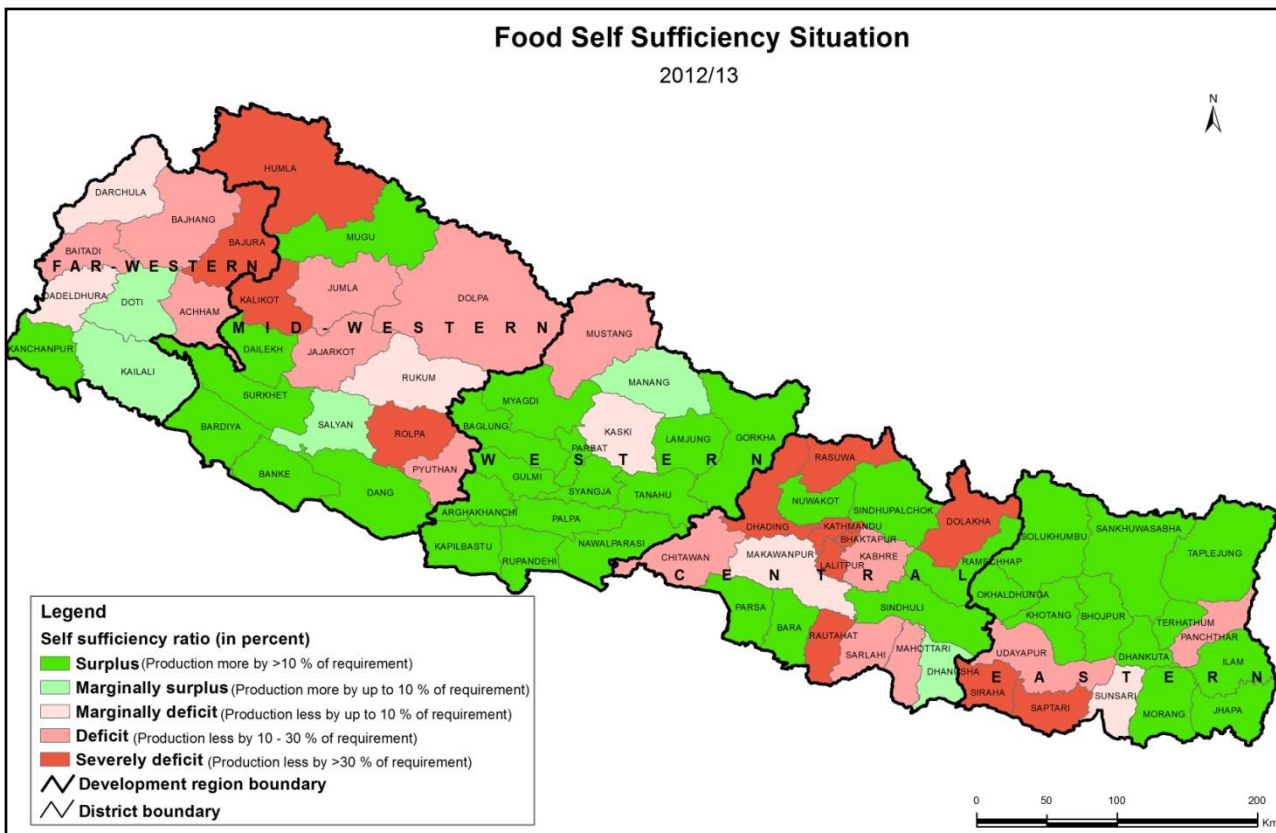 Food Self Sufficiency Situation
2012/13
N
HUMLA
DARCHULA
BAJHANG
BAJURA
MUGU
BAITADI
FAR-WESTERN
DADELDHURA
DOTI
ACHHAM
KALIKOT
JUMLA
DOLPA
MID-WESTERN
MUSTANG
KANCHANPUR
KAILALI
DAILEKH
JAJARKOT
RUKUM
MANANG
SURKHET
SALYAN
ROLPA
MYAGDI
BAGLUNG
KASKI
LAMJUNG
GORKHA
BARDIYA
BANKE
DANG
PYUTHAN
PARBAT
WESTERN
GULMI
SYANGJA
TANAHU
ARGHAKHANCHI
PALPA
KAPILBASTU
RUPANDEHI
NAWALPARASI
RASUWA
NUWAKOT
SINDHUPALCHOK
DHADING
KATHMANDU
BHAKTAPUR
DOLAKHA
CHITAWAN
MAKAWANPUR
LALITPUR
KABHRE
RAMECHHAP
CENTRAL
SOLUKHUMBU
SANKHUWASABHA
TAPLEJUNG
OKHALDHUNGA
KHOTANG
BHOJPUR
TERHATHUM
PANCHTHAR
PARSA
BARA
RAUTAHAT
SINDHULI
SARLAHI
MAHOTTARI
DHANUSHA
UDAYAPUR
DHANKUTA
ILAM
EASTERN
SIRAHA
SAPTARI
SUNSARI
MORANG
JHAPA
Legend
Self sufficiency ratio (in percent)
Surplus (Production more by >10 % of requirement)
Marginally surplus (Production more by up to 10 % of requirement)
Marginally deficit (Production less by up to 10 % of requirement)
Deficit (Production less by 10 - 30 % of requirement)
Severely deficit (Production less by >30 % of requirement)
Development region boundary
District boundary
0 50 100 200
Km